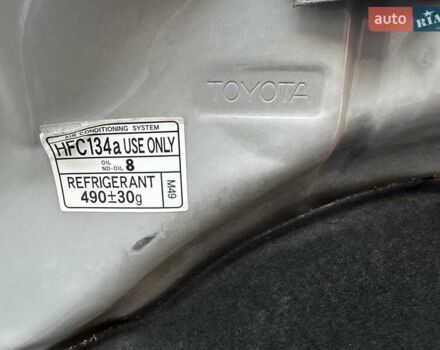 auto RIA
TOYOTA
AIR CONDITIONING SYSTEM
HFC134a USE ONLY
OIL
ND-OIL 8
REFRIGERANT
490±30g
M49